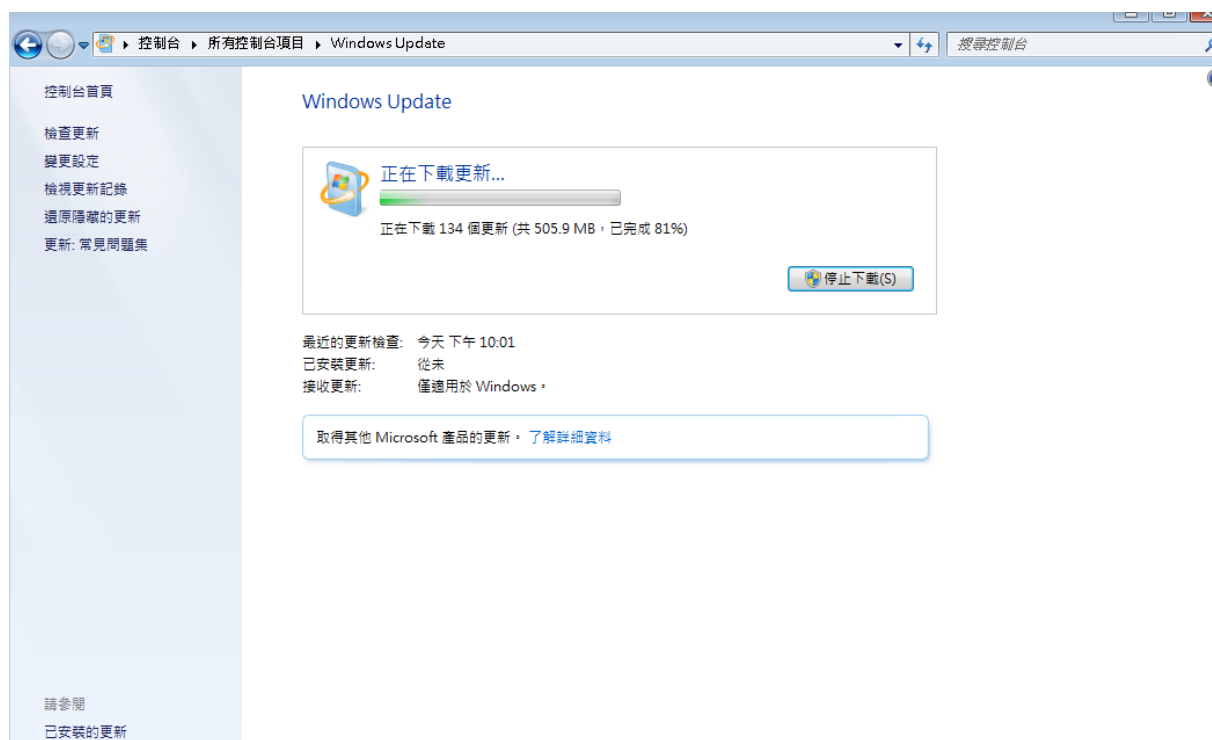 控制台 ▸ 所有控制台項目 ▸ Windows Update
搜尋控制台
控制台首頁
檢查更新
變更設定
檢視更新記錄
還原隱藏的更新
更新: 常見問題集
Windows Update
正在下載更新...
正在下載 134 個更新 (共 505.9 MB，已完成 81%)
停止下載(S)
最近的更新檢查: 今天 下午 10:01
已安裝更新: 從未
接收更新: 僅適用於 Windows。
取得其他 Microsoft 產品的更新。 了解詳細資料
請參閱
已安裝的更新